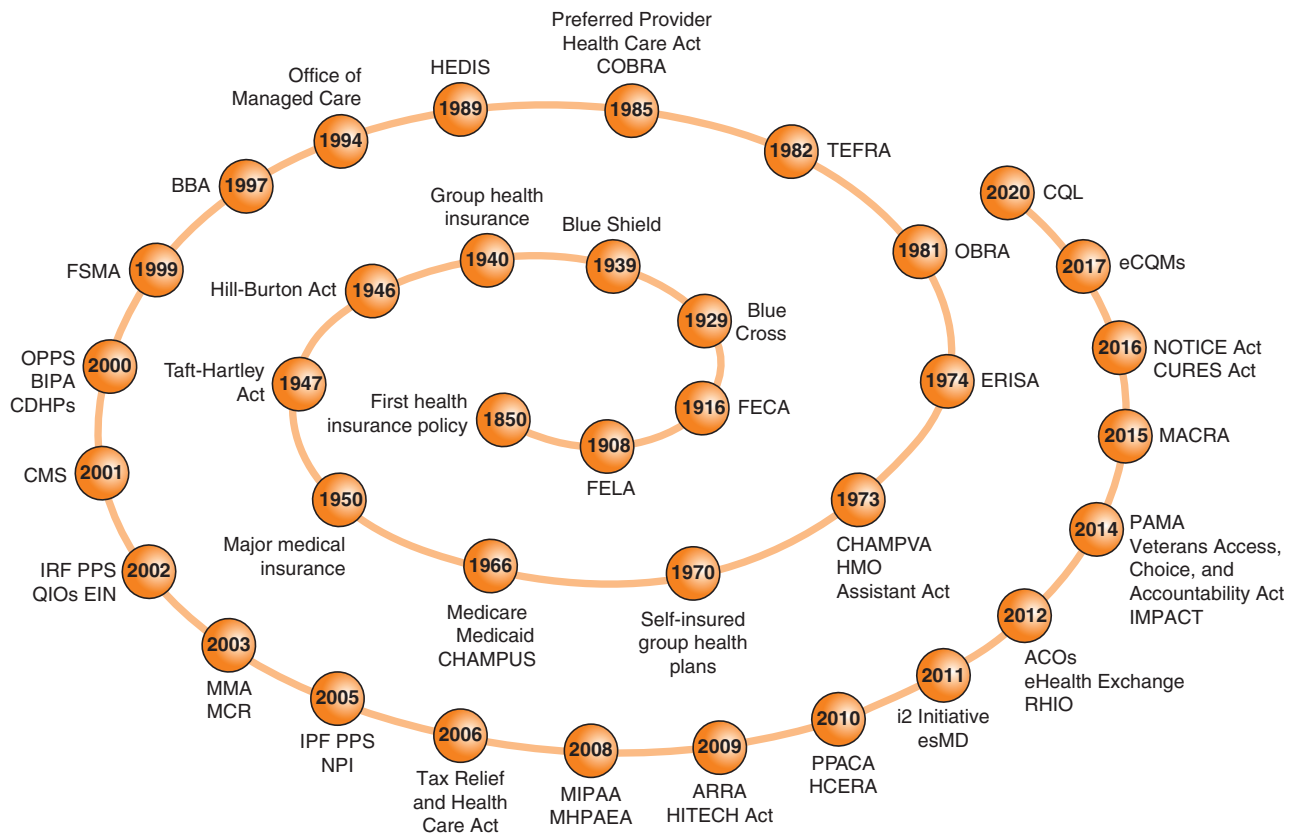 First health
insurance policy
1850
1908
FELA
1916
FECA
1929
Blue
Cross
Blue Shield
1939
Group health
insurance
1940
Hill-Burton Act
1946
Taft-Hartley
Act
1947
1950
Major medical
insurance
1966
Medicare
Medicaid
CHAMPUS
1970
Self-insured
group health
plans
1973
CHAMPVA
HMO
Assistant Act
1974
ERISA
1981
OBRA
1982
TEFRA
Preferred Provider
Health Care Act
COBRA
1985
HEDIS
1989
Office of
Managed Care
1994
BBA
1997
FSMA
1999
OPPS
BIPA
CDHPs
2000
CMS
2001
IRF PPS
QIOs EIN
2002
2003
MMA
MCR
2005
IPF PPS
NPI
2006
Tax Relief
and Health
Care Act
2008
MIPAA
MHPAEA
2009
ARRA
HITECH Act
2010
PPACA
HCERA
2011
i2 Initiative
esMD
2012
ACOs
eHealth Exchange
RHIO
2014
PAMA
Veterans Access,
Choice, and
Accountability Act
IMPACT
2015
MACRA
2016
NOTICE Act
CURES Act
2017
eCQMs
2020
CQL